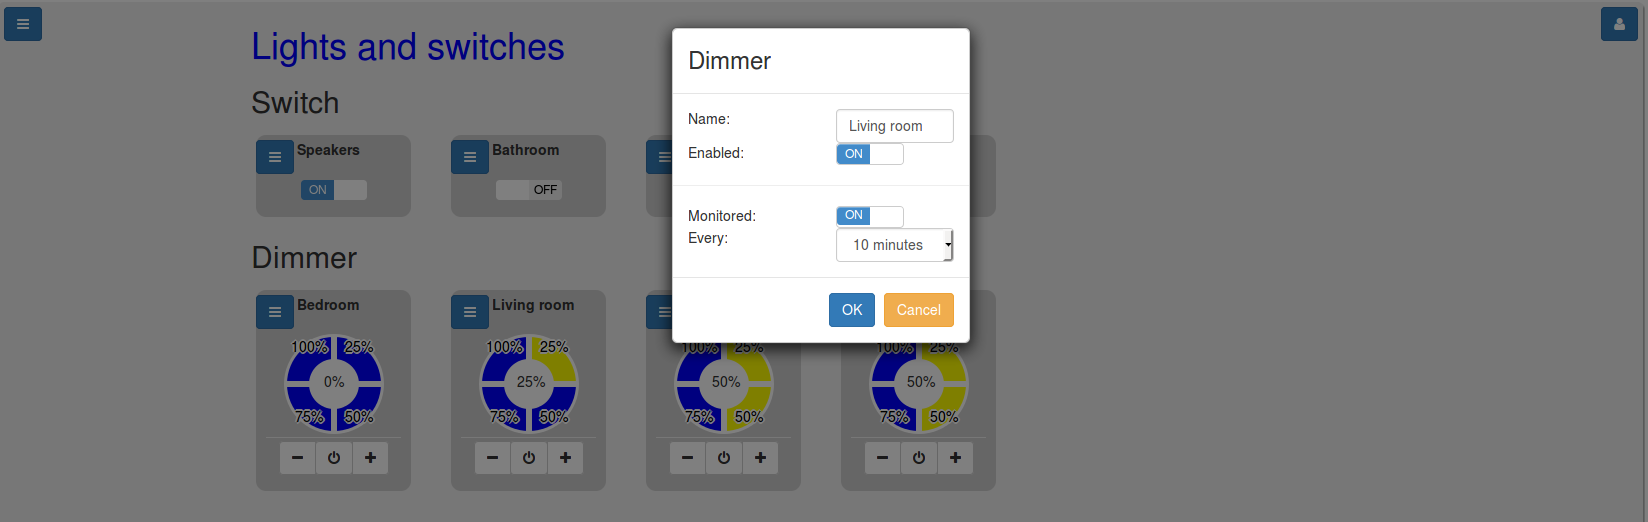 Lights and switches
Switch
Speakers
ON
Bathroom
OFF
Dimmer
Bedroom
100% 25%
0%
75% 50%
Living room
100% 25%
25%
75% 50%
100% 25%
50%
75% 50%
100% 25%
50%
75% 50%
Dimmer
Name: Living room
Enabled: ON
Monitored: ON
Every: 10 minutes
OK Cancel